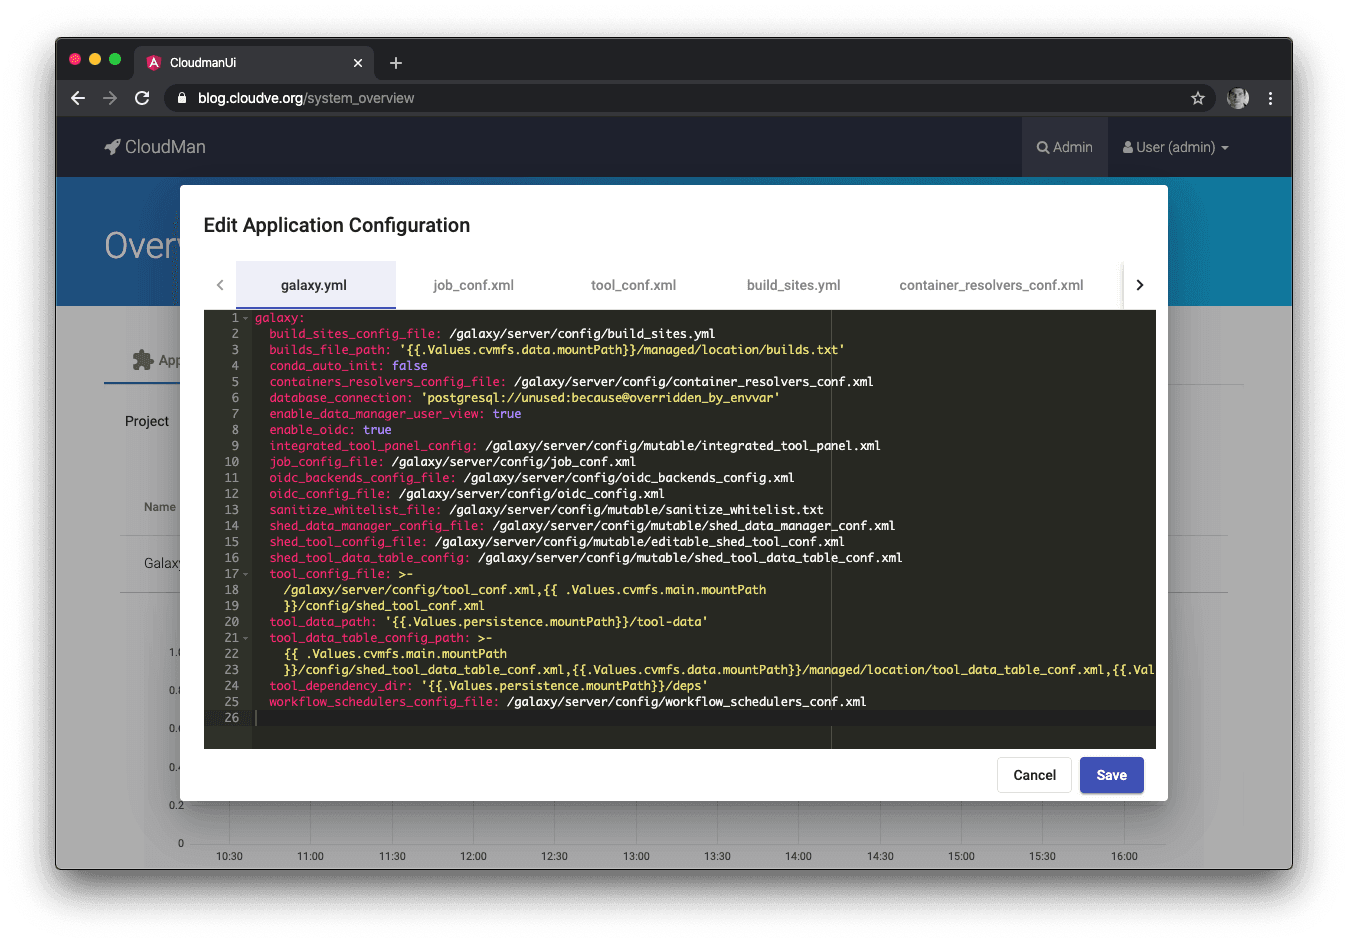 CloudmanUi
blog.cloudve.org/system_overview
CloudMan
Admin
User (admin)
Edit Application Configuration
galaxy.yml
job_conf.xml
tool_conf.xml
build_sites.yml
container_resolvers_conf.xml
1 galaxy:
2 build_sites_config_file: /galaxy/server/config/build_sites.yml
3 builds_file_path: '{{.Values.cvmfs.data.mountPath}}/managed/location/builds.txt'
4 conda_auto_init: false
5 containers_resolvers_config_file: /galaxy/server/config/container_resolvers_conf.xml
6 database_connection: 'postgresql://unused:because@overridden_by_envvar'
7 enable_data_manager_user_view: true
8 enable_oidc: true
9 integrated_tool_panel_config: /galaxy/server/config/mutable/integrated_tool_panel.xml
10 job_config_file: /galaxy/server/config/job_conf.xml
11 oidc_backends_config_file: /galaxy/server/config/oidc_backends_config.xml
12 oidc_config_file: /galaxy/server/config/oidc_config.xml
13 sanitize_whitelist_file: /galaxy/server/config/mutable/sanitize_whitelist.txt
14 shed_data_manager_config_file: /galaxy/server/config/mutable/shed_data_manager_conf.xml
15 shed_tool_config_file: /galaxy/server/config/mutable/editable_shed_tool_conf.xml
16 shed_tool_data_table_config: /galaxy/server/config/mutable/shed_tool_data_table_conf.xml
17 tool_config_file: >-
18 /galaxy/server/config/tool_conf.xml,{{ .Values.cvmfs.main.mountPath
19 }}/config/shed_tool_conf.xml
20 tool_data_path: '{{.Values.persistence.mountPath}}/tool-data'
21 tool_data_table_config_path: >-
22 {{ .Values.cvmfs.main.mountPath
23 }}/config/shed_tool_data_table_conf.xml,{{.Values.cvmfs.data.mountPath}}/managed/location/tool_data_table_conf.xml,{{.Val
24 tool_dependency_dir: '{{.Values.persistence.mountPath}}/deps'
25 workflow_schedulers_config_file: /galaxy/server/config/workflow_schedulers_conf.xml
26
Cancel
Save
Over
App
Project
Name
Galaxy
1.0
0.8
0.6
0.4
0.2
0
10:30 11:00 11:30 12:00 12:30 13:00 13:30 14:00 14:30 15:00 15:30 16:00